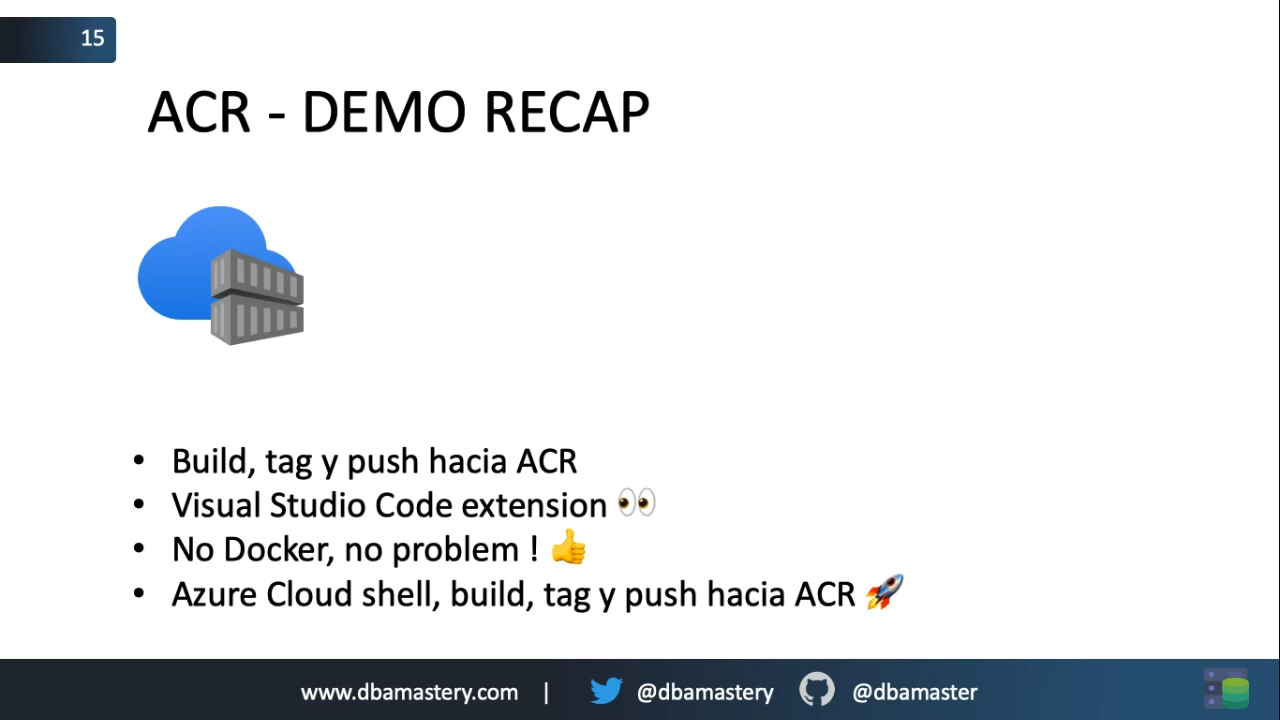 15
ACR - DEMO RECAP
• Build, tag y push hacia ACR
• Visual Studio Code extension 👀
• No Docker, no problem ! 👍
• Azure Cloud shell, build, tag y push hacia ACR 🚀
www.dbamastery.com | @dbamastery @dbamaster